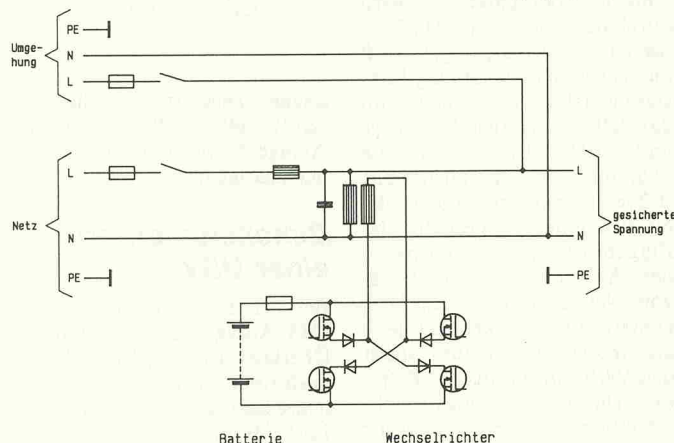 PE
Umge-
hung
N
L
L
Netz
N
PE
L
gesicherte
Spannung
N
PE
Batterie
Wechselrichter